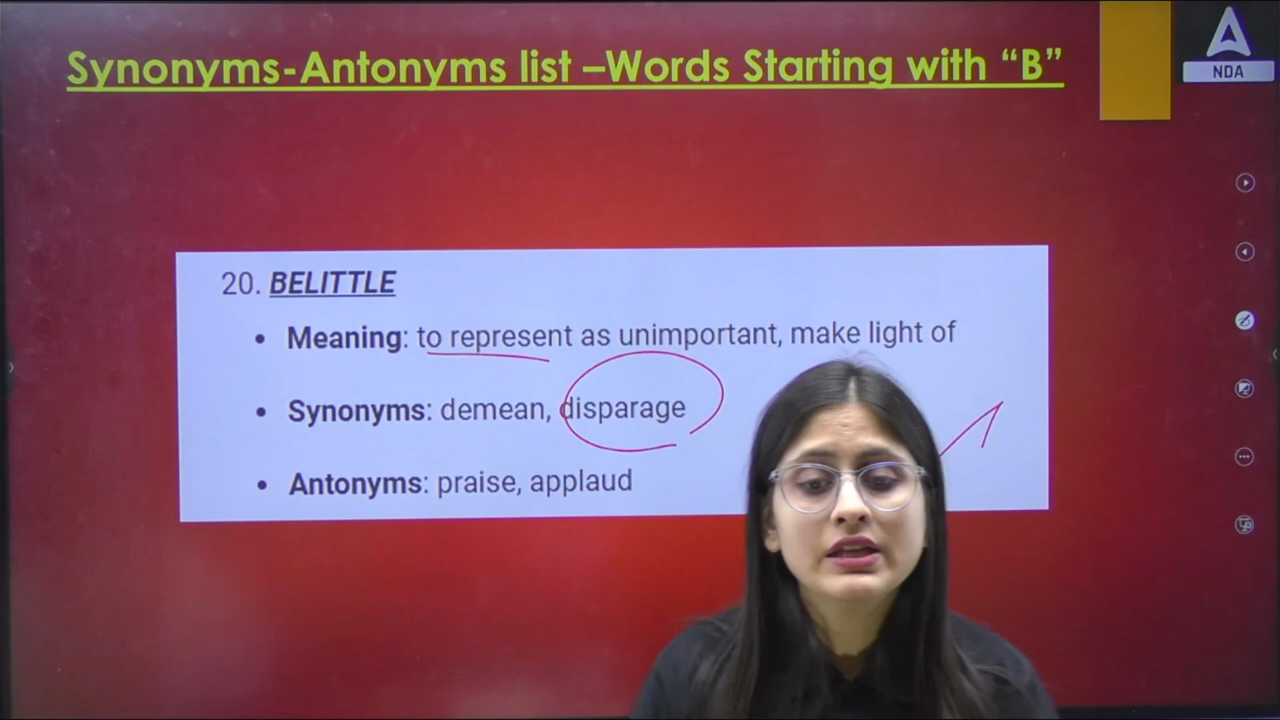 Synonyms-Antonyms list –Words Starting with “B”
NDA
20. BELITTLE
• Meaning: to represent as unimportant, make light of
• Synonyms: demean, disparage
• Antonyms: praise, applaud